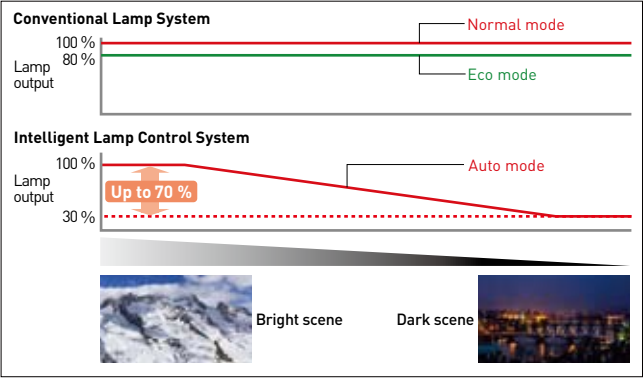 Conventional Lamp System
100 %
80 %
Lamp
output
Normal mode
Eco mode
Intelligent Lamp Control System
100 %
Lamp
output
30 %
Up to 70 %
Auto mode
Bright scene
Dark scene